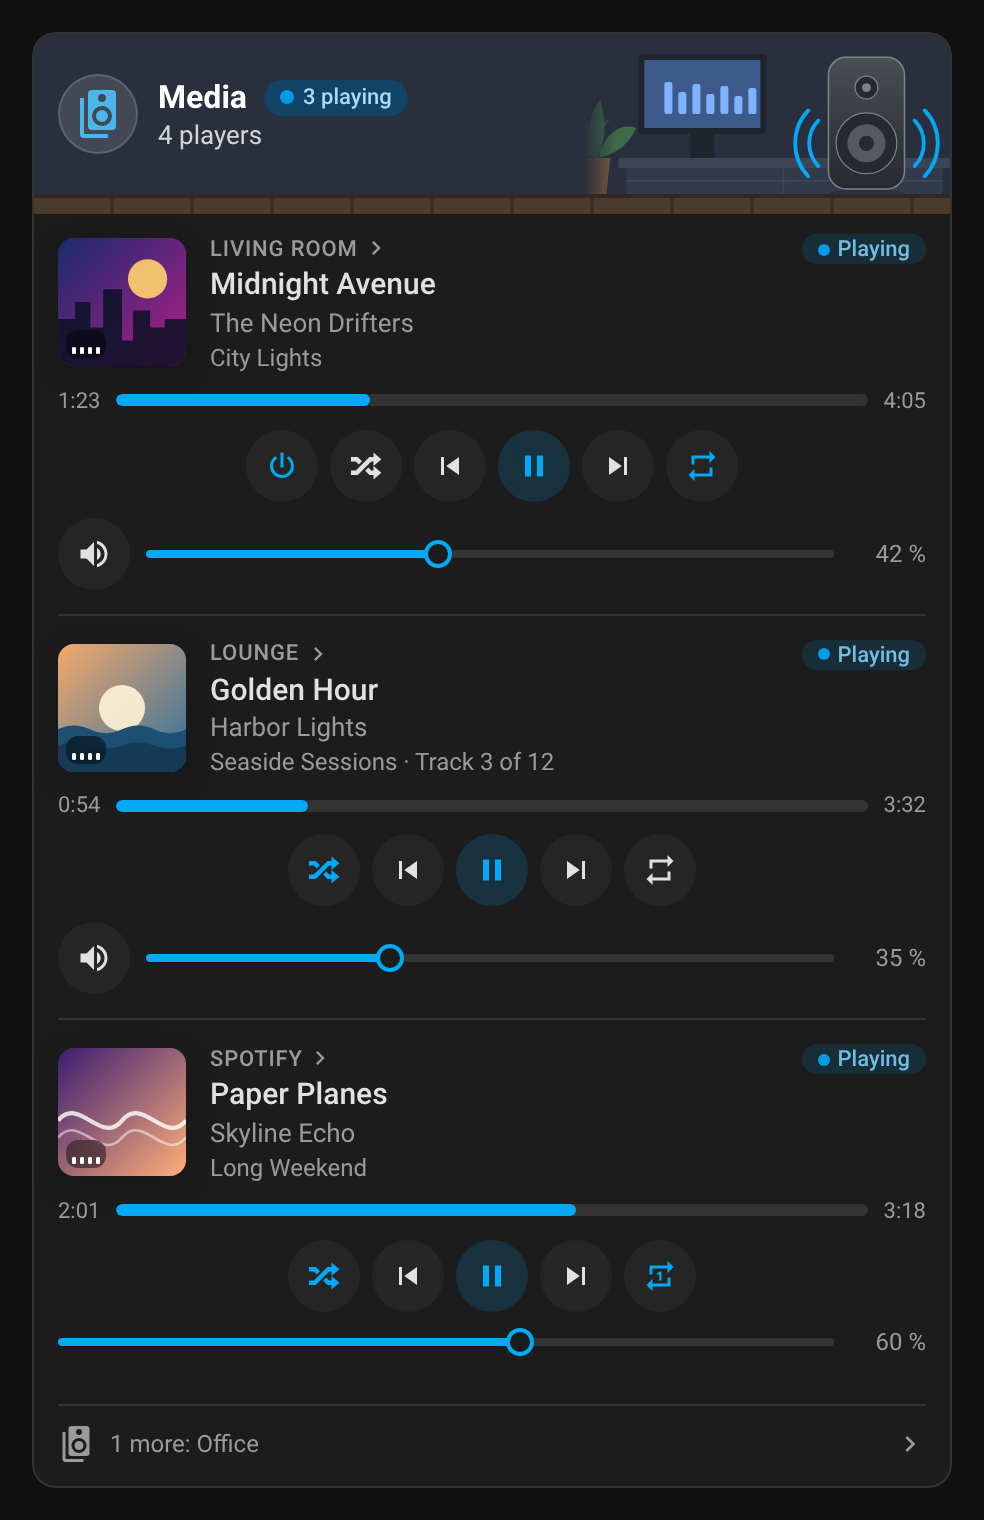 Media
3 playing
4 players
LIVING ROOM
Playing
Midnight Avenue
The Neon Drifters
City Lights
1:23
4:05
42 %
LOUNGE
Playing
Golden Hour
Harbor Lights
Seaside Sessions · Track 3 of 12
0:54
3:32
35 %
SPOTIFY
Playing
Paper Planes
Skyline Echo
Long Weekend
2:01
3:18
1
60 %
1 more: Office